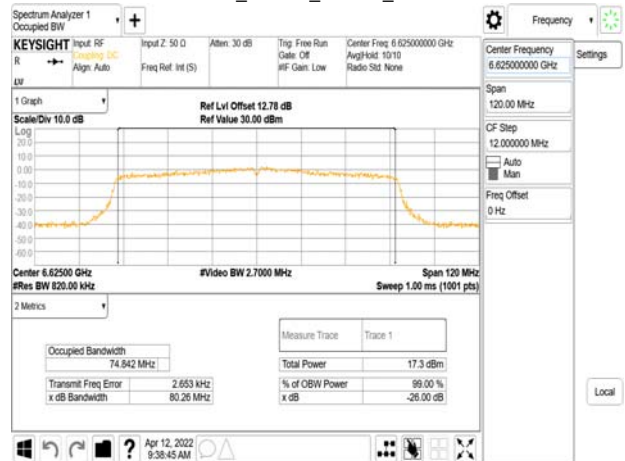 Spectrum Analyzer 1
Occupied BW
+
Frequency
KEYSIGHT Input: RF Input Z: 50 Ω Atten: 30 dB Trig: Free Run Center Freq: 6.625000000 GHz
R Coupling: DC Gate: Off Avg|Hold: 10/10
Align: Auto Freq Ref: Int (S) #IF Gain: Low Radio Std: None
Center Frequency
6.625000000 GHz
Settings
Span
120.00 MHz
CF Step
12.000000 MHz
Auto
Man
Freq Offset
0 Hz
Local
1 Graph
Ref Lvl Offset 12.78 dB
Scale/Div 10.0 dB Ref Value 30.00 dBm
Log
20.0
10.0
0.00
-10.0
-20.0
-30.0
-40.0
-50.0
-60.0
Center 6.62500 GHz #Video BW 2.7000 MHz Span 120 MHz
#Res BW 820.00 kHz Sweep 1.00 ms (1001 pts)
2 Metrics
Measure Trace Trace 1
Occupied Bandwidth
74.842 MHz Total Power 17.3 dBm
Transmit Freq Error 2.653 kHz % of OBW Power 99.00 %
x dB Bandwidth 80.26 MHz x dB -26.00 dB
? Apr 12, 2022
9:38:45 AM